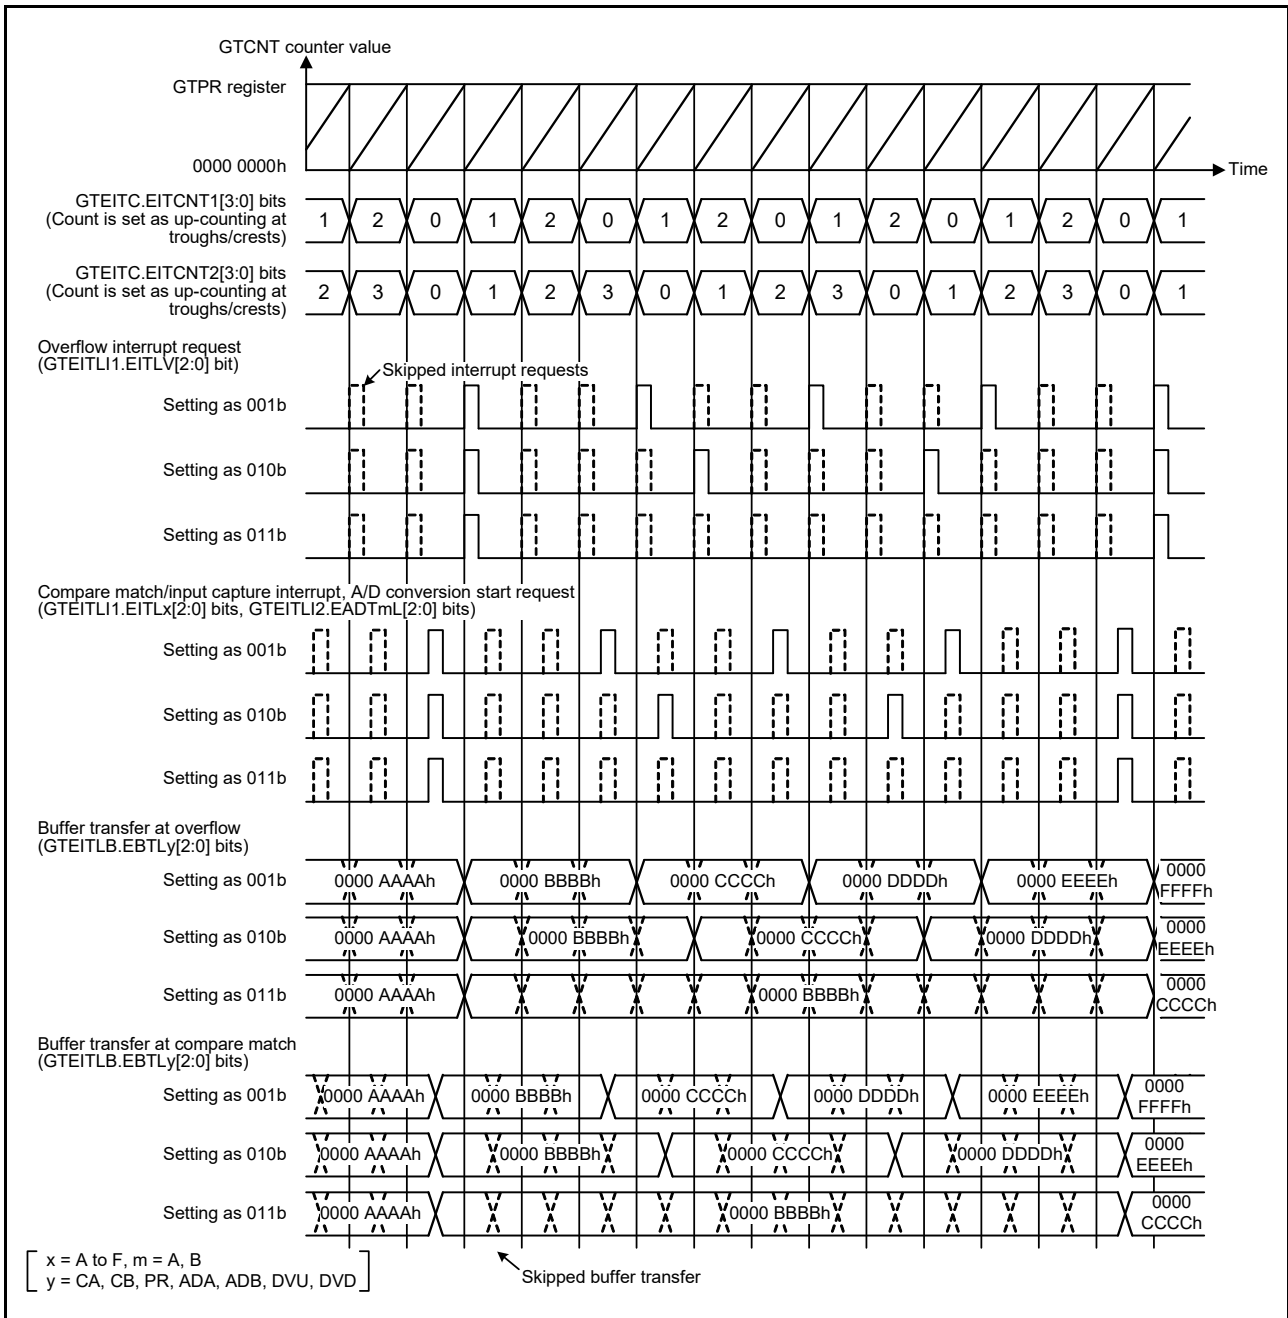 GTCNT counter value
GTPR register
0000 0000h
Time
GTEITC.EITCNT1[3:0] bits
(Count is set as up-counting at
troughs/crests)
1 2 0 1 2 0 1 2 0 1 2 0 1 2 0 1
GTEITC.EITCNT2[3:0] bits
(Count is set as up-counting at
troughs/crests)
2 3 0 1 2 3 0 1 2 3 0 1 2 3 0 1
Overflow interrupt request
(GTEITLI1.EITLV[2:0] bit)
Skipped interrupt requests
Setting as 001b
Setting as 010b
Setting as 011b
Compare match/input capture interrupt, A/D conversion start request
(GTEITLI1.EITLx[2:0] bits, GTEITLI2.EADTmL[2:0] bits)
Setting as 001b
Setting as 010b
Setting as 011b
Buffer transfer at overflow
(GTEITLB.EBTLy[2:0] bits)
Setting as 001b 0000 AAAAh 0000 BBBBh 0000 CCCCh 0000 DDDDh 0000 EEEEh 0000
FFFFh
Setting as 010b 0000 AAAAh 0000 BBBBh 0000 CCCCh 0000 DDDDh 0000
EEEEh
Setting as 011b 0000 AAAAh 0000 BBBBh 0000
CCCCh
Buffer transfer at compare match
(GTEITLB.EBTLy[2:0] bits)
Setting as 001b 0000 AAAAh 0000 BBBBh 0000 CCCCh 0000 DDDDh 0000 EEEEh 0000
FFFFh
Setting as 010b 0000 AAAAh 0000 BBBBh 0000 CCCCh 0000 DDDDh 0000
EEEEh
Setting as 011b 0000 AAAAh 0000 BBBBh 0000
CCCCh
x = A to F, m = A, B
y = CA, CB, PR, ADA, ADB, DVU, DVD
Skipped buffer transfer